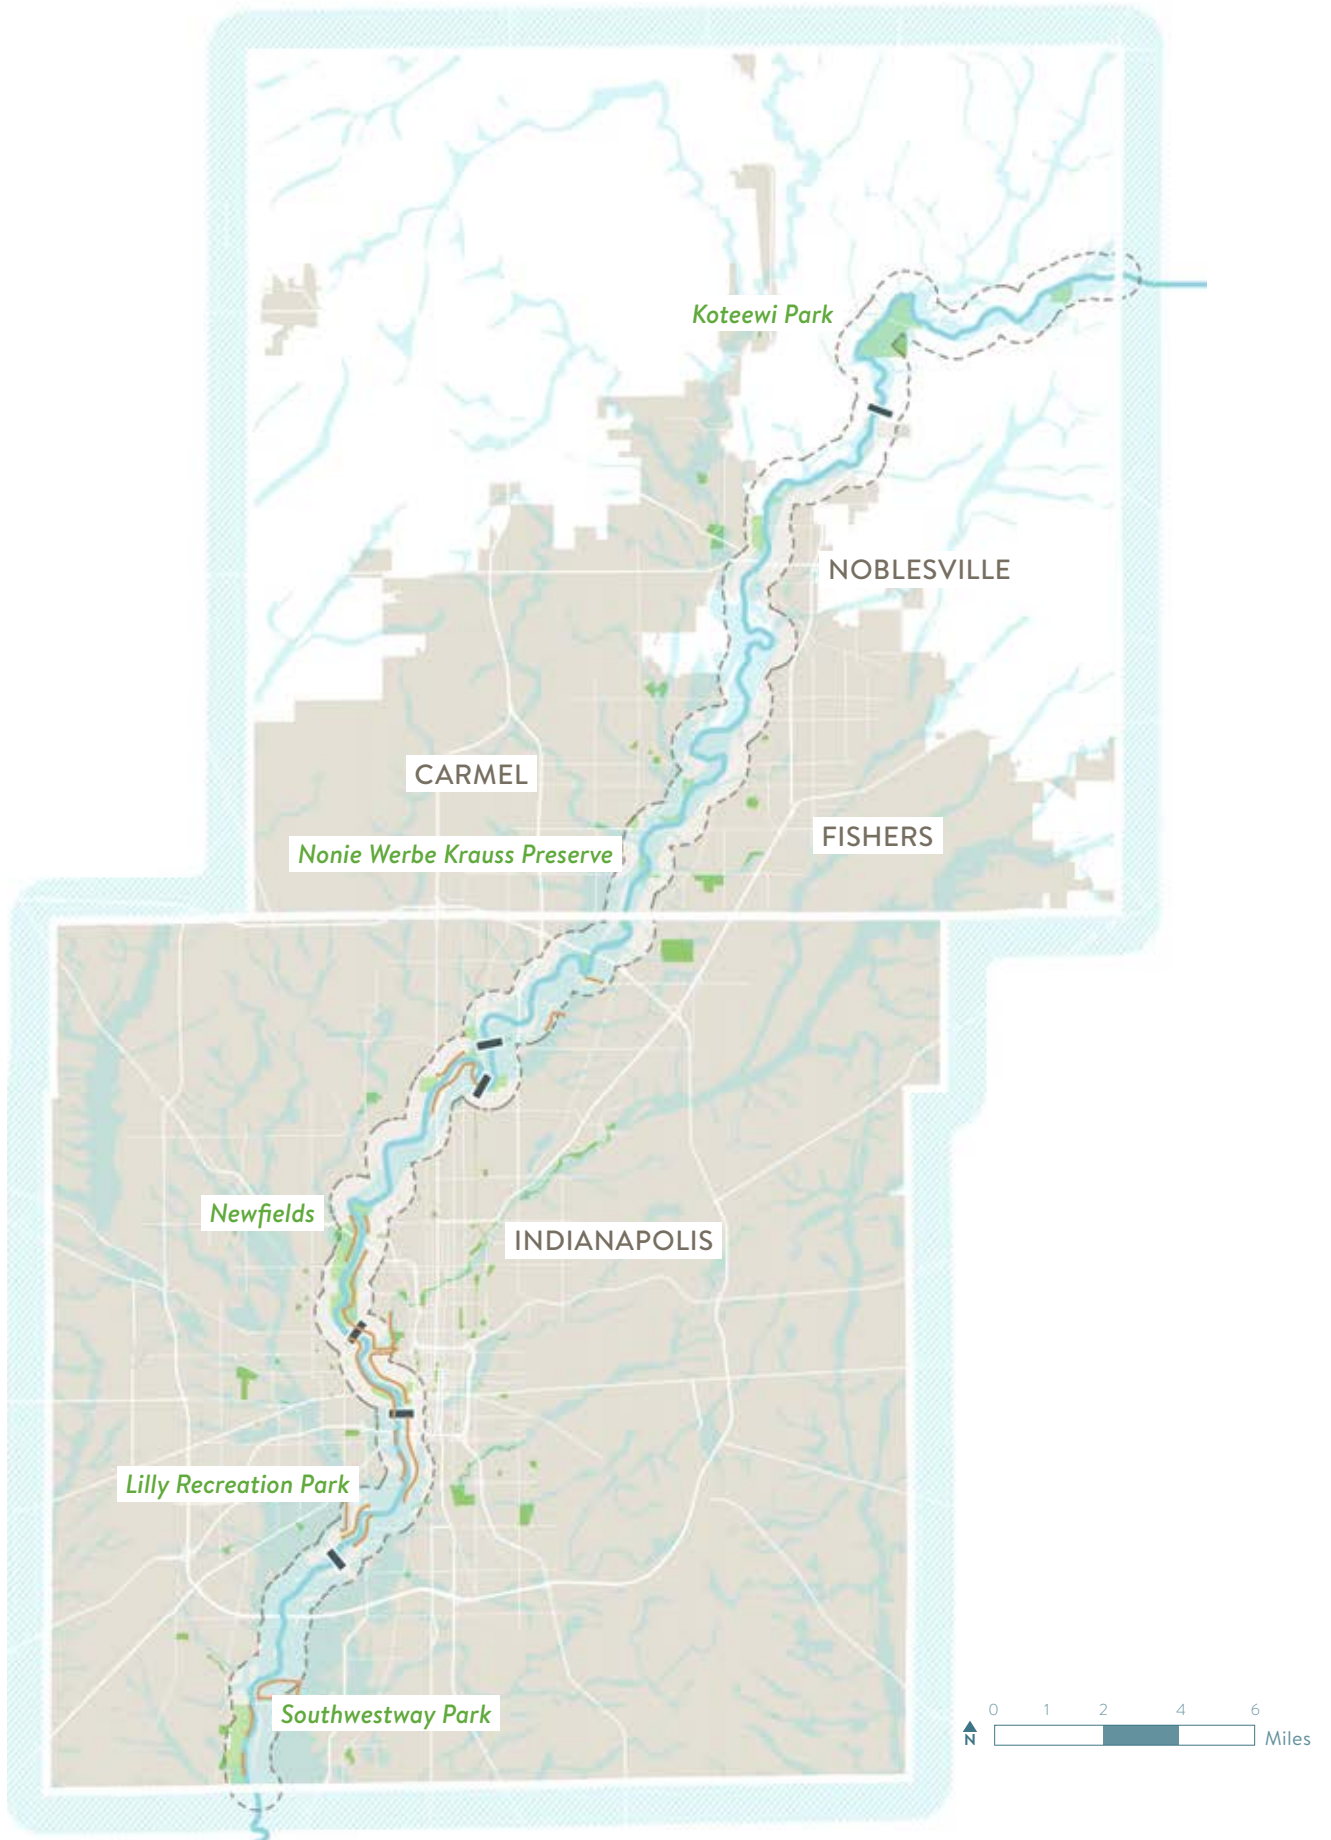 Koteewi Park
NOBLESVILLE
CARMEL
FISHERS
Nonie Werbe Krauss Preserve
Newfields
INDIANAPOLIS
Lilly Recreation Park
Southwestway Park
0 1 2 4 6
N
Miles